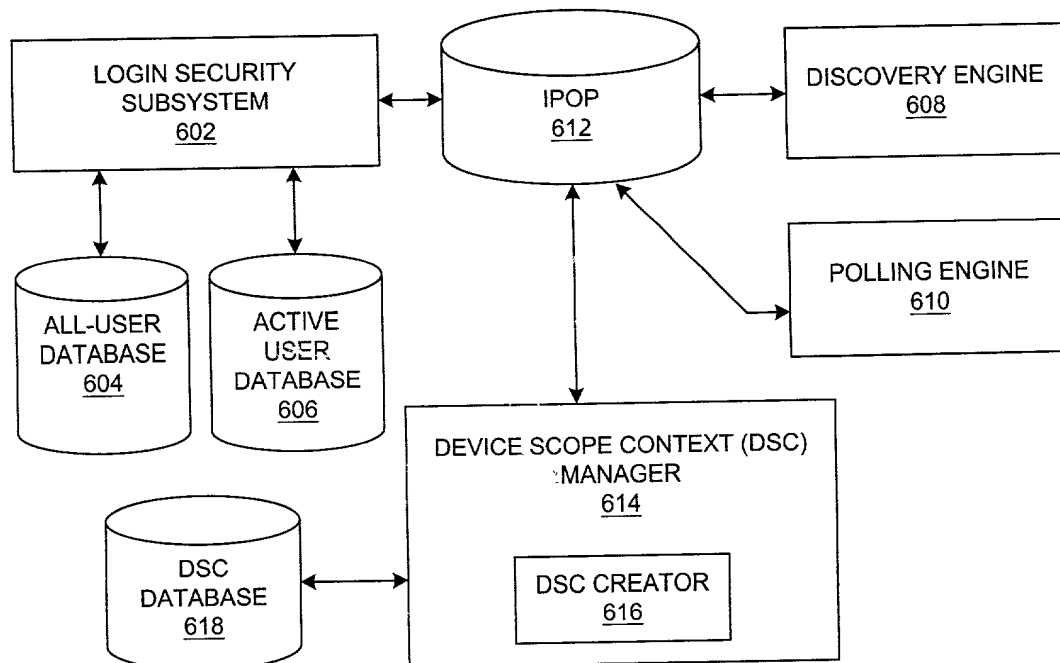 LOGIN SECURITY
SUBSYSTEM
602
IPOP
612
DISCOVERY ENGINE
608
POLLING ENGINE
610
ALL-USER
DATABASE
604
ACTIVE
USER
DATABASE
606
DEVICE SCOPE CONTEXT (DSC)
MANAGER
614
DSC CREATOR
616
DSC
DATABASE
618